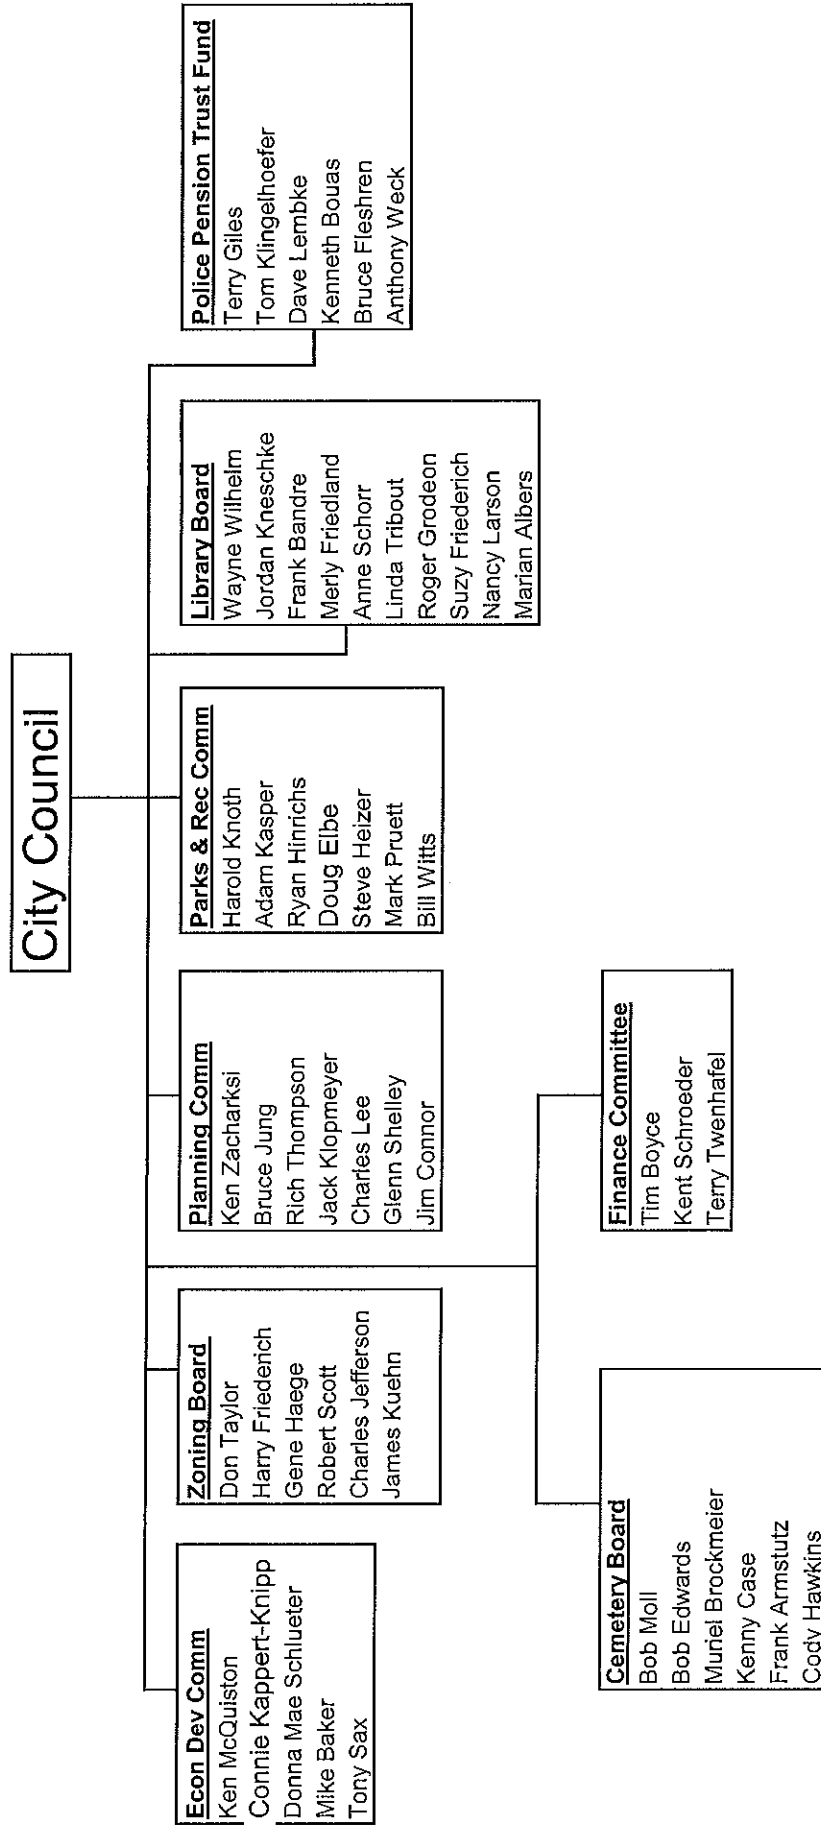 City Council
Econ Dev Comm
Ken McQuiston
Connie Kappert-Knipp
Donna Mae Schlueter
Mike Baker
Tony Sax
Zoning Board
Don Taylor
Harry Friederich
Gene Haege
Robert Scott
Charles Jefferson
James Kuehn
Planning Comm
Ken Zacharksi
Bruce Jung
Rich Thompson
Jack Klopmeyer
Charles Lee
Glenn Shelley
Jim Connor
Parks & Rec Comm
Harold Knoth
Adam Kasper
Ryan Hinrichs
Doug Elbe
Steve Heizer
Mark Pruett
Bill Witts
Library Board
Wayne Wilhelm
Jordan Kneschke
Frank Bandre
Merly Friedland
Anne Schorr
Linda Tribout
Roger Grodeon
Suzy Friederich
Nancy Larson
Marian Albers
Police Pension Trust Fund
Terry Giles
Tom Klingelhoefer
Dave Lembke
Kenneth Bouas
Bruce Fleshren
Anthony Weck
Cemetery Board
Bob Moll
Bob Edwards
Muriel Brockmeier
Kenny Case
Frank Armstutz
Cody Hawkins
Finance Committee
Tim Boyce
Kent Schroeder
Terry Twenhafel